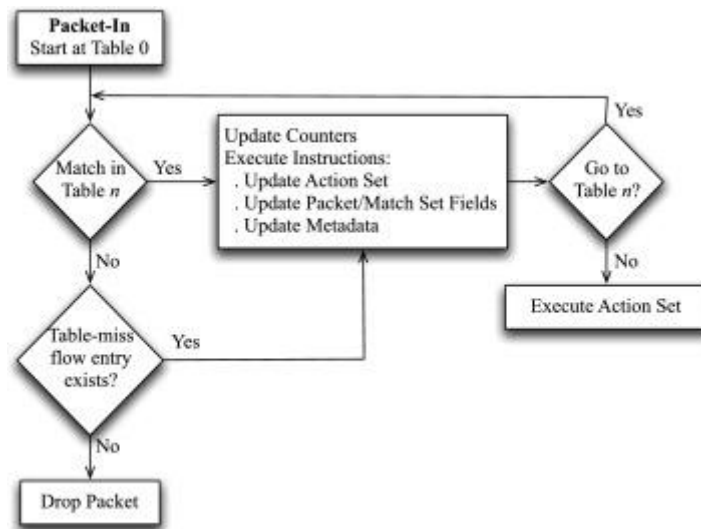 Packet-In
Start at Table 0
Yes
Match in
Table n
Yes
Update Counters
Execute Instructions:
. Update Action Set
. Update Packet/Match Set Fields
. Update Metadata
Go to
Table n?
No
No
Execute Action Set
Table-miss
flow entry
exists?
Yes
No
Drop Packet